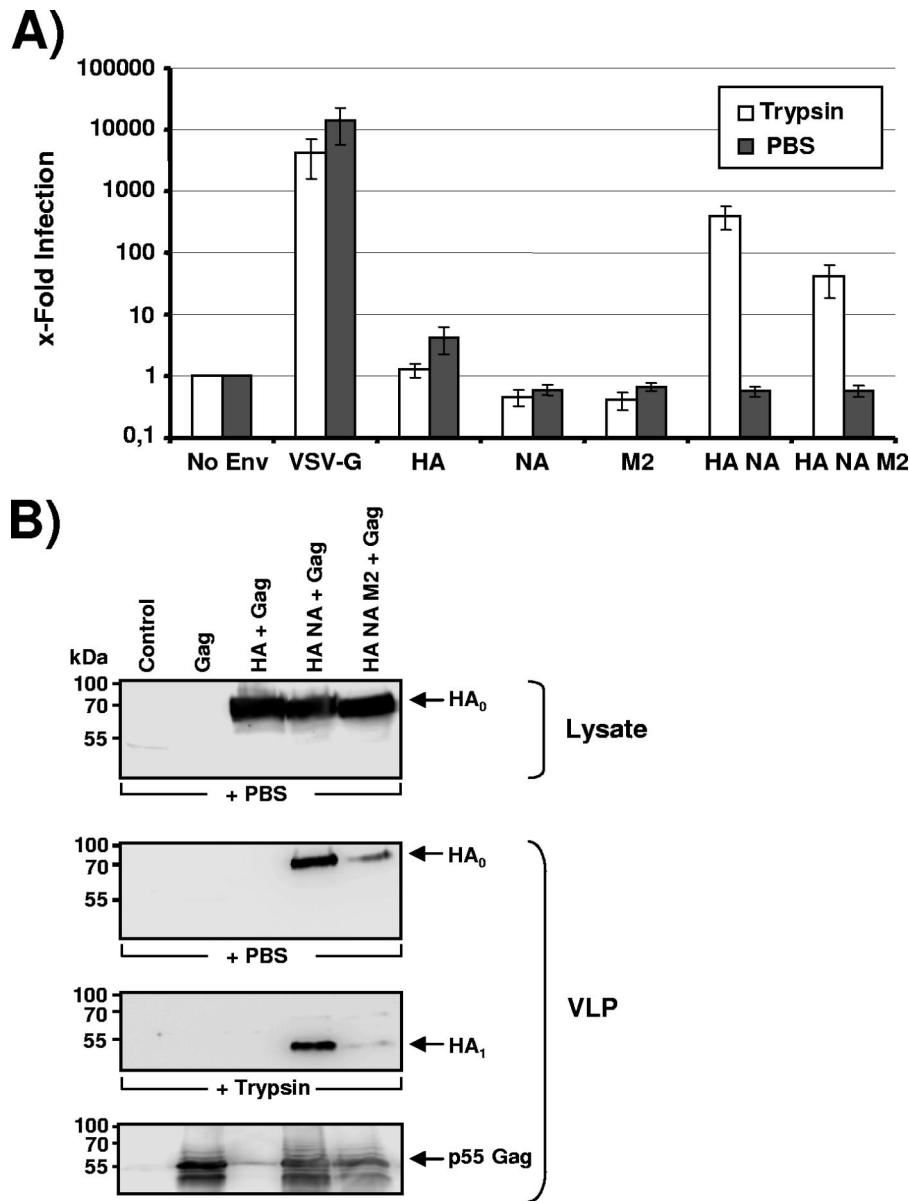 A)
100000
10000
1000
100
10
1
0,1
x-Fold Infection
Trypsin
PBS
No Env VSV-G HA NA M2 HA NA HA NA M2
B)
kDa
Control
Gag
HA + Gag
HA NA + Gag
HA NA M2 + Gag
100
70
55
HA0
Lysate
+ PBS
100
70
55
HA0
+ PBS
VLP
100
70
55
HA1
+ Trypsin
100
70
55
p55 Gag